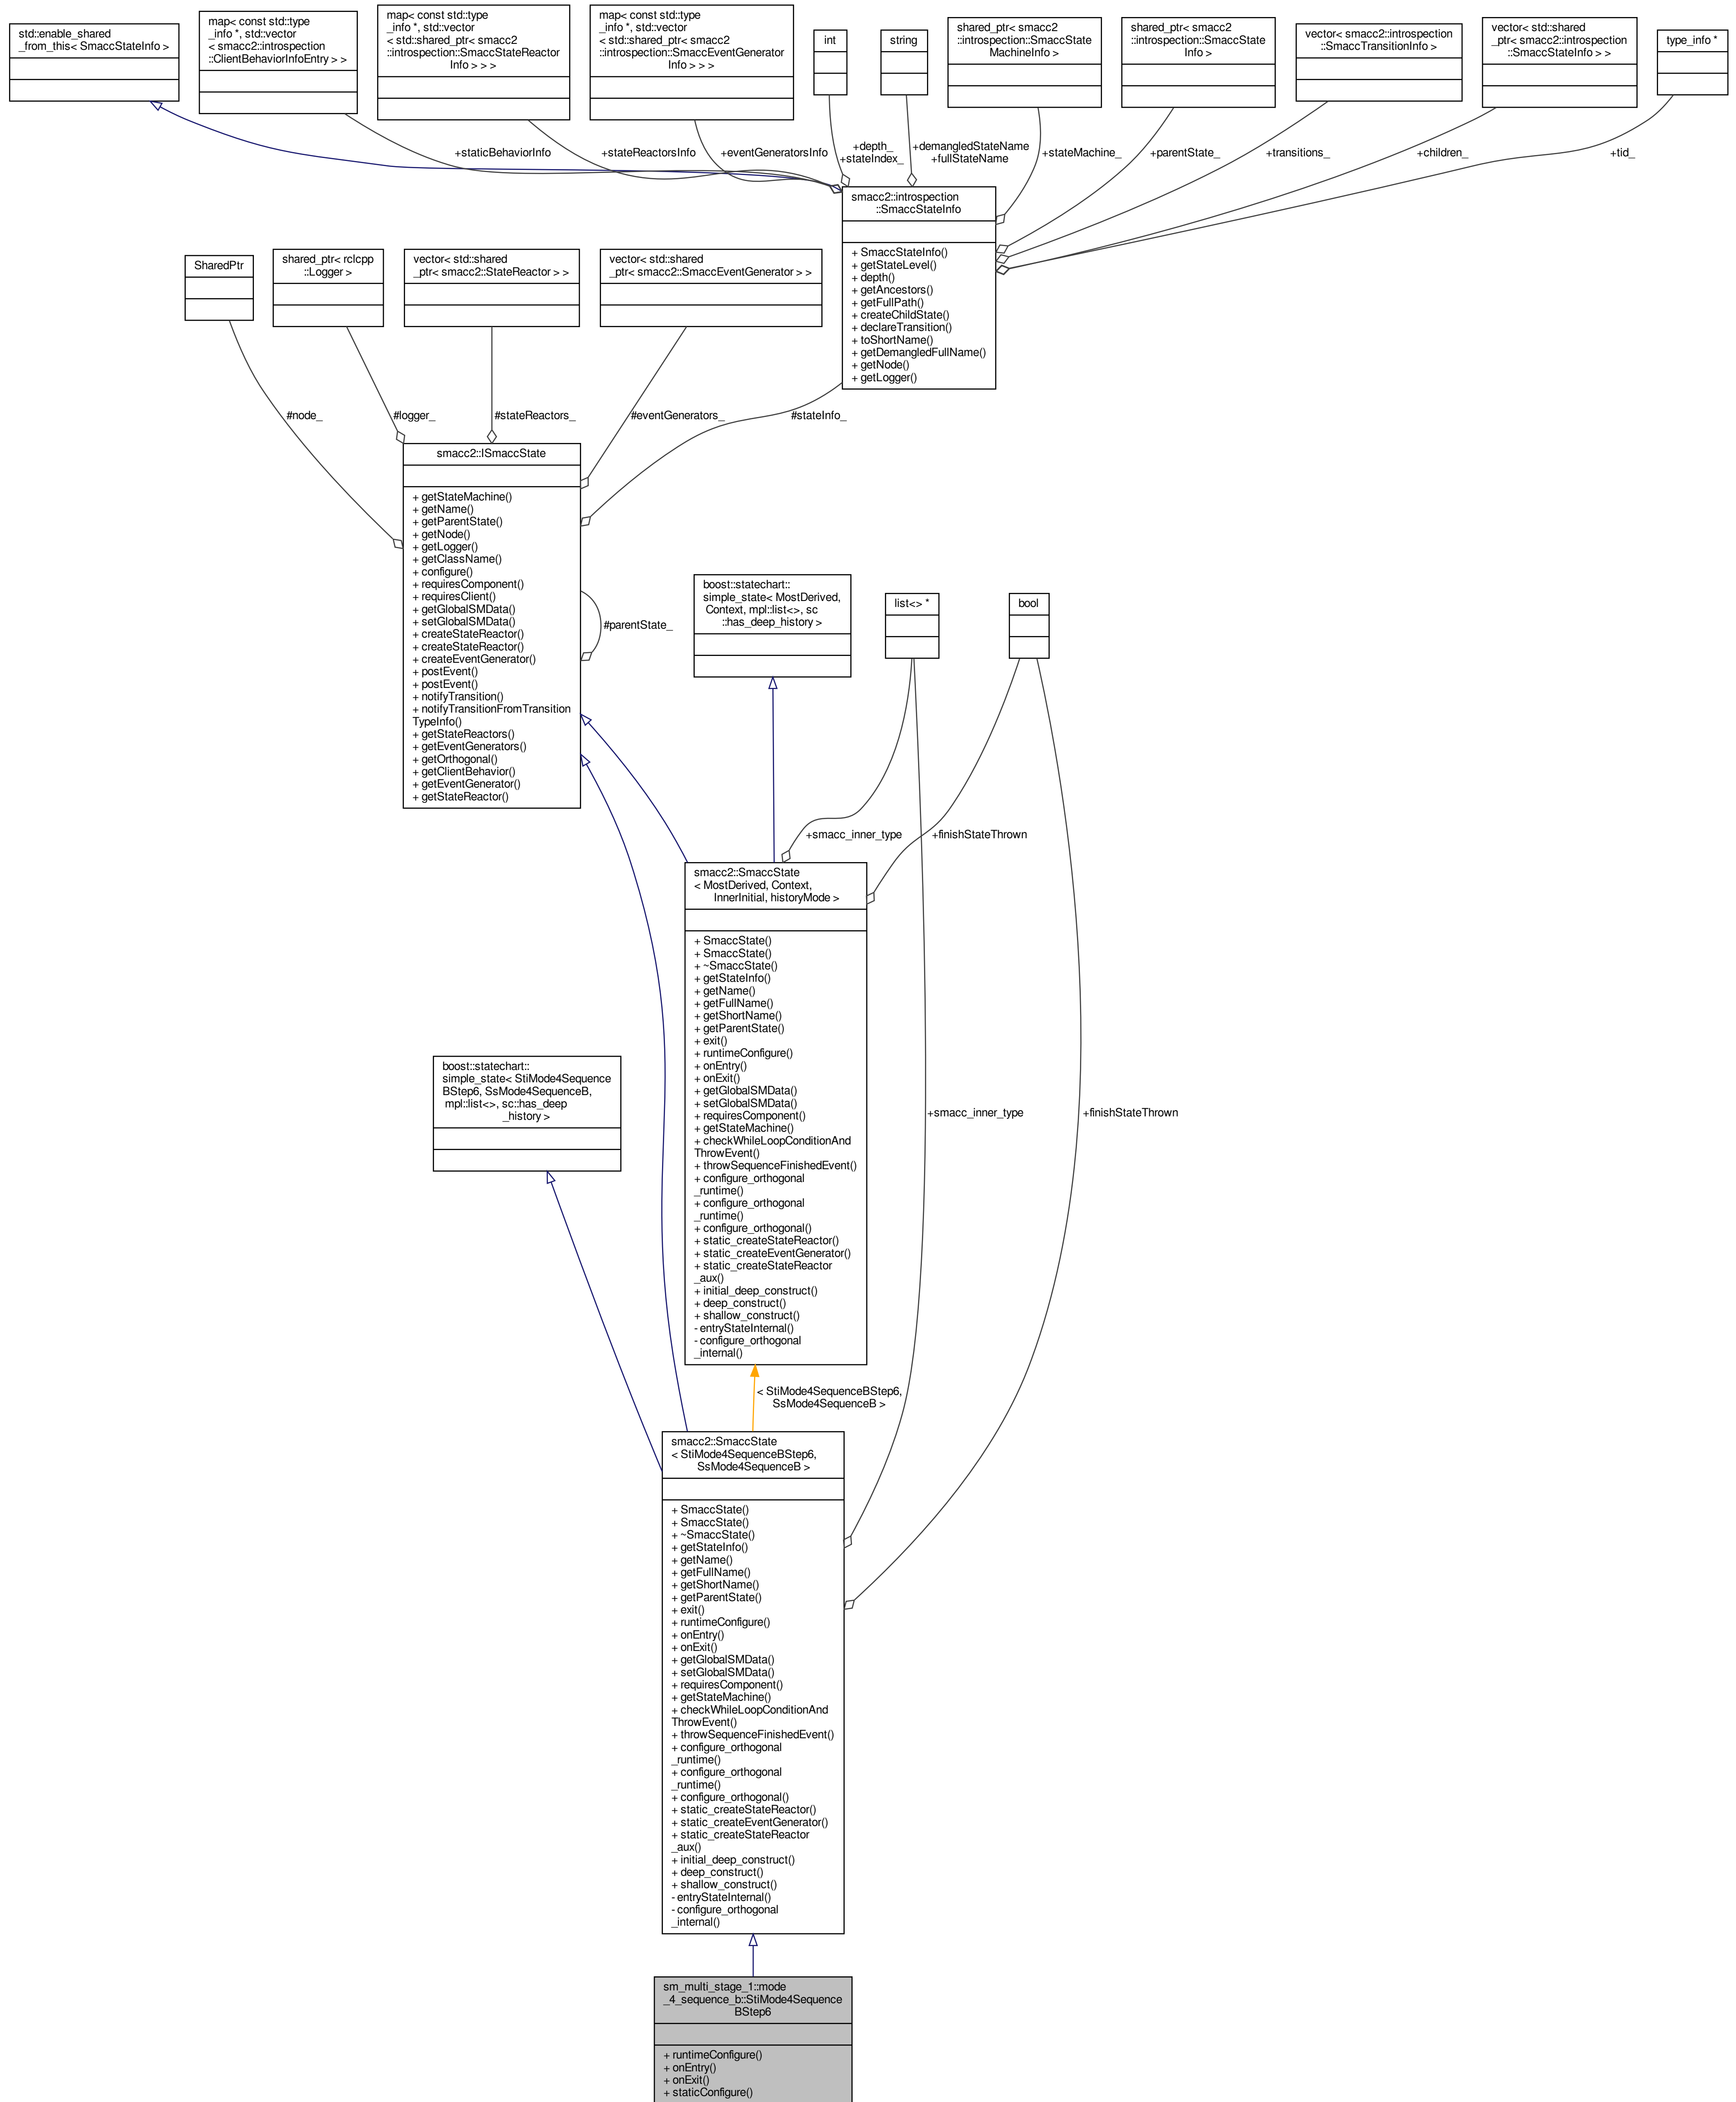 std::enable_shared
_from_this< SmaccStateInfo >
map< const std::type
_info *, std::vector
< smacc2::introspection
::ClientBehaviorInfoEntry > >
map< const std::type
_info *, std::vector
< std::shared_ptr< smacc2
::introspection::SmaccStateReactor
Info > > >
map< const std::type
_info *, std::vector
< std::shared_ptr< smacc2
::introspection::SmaccEventGenerator
Info > > >
int
string
shared_ptr< smacc2
::introspection::SmaccState
MachineInfo >
shared_ptr< smacc2
::introspection::SmaccState
Info >
vector< smacc2::introspection
::SmaccTransitionInfo >
vector< std::shared
_ptr< smacc2::introspection
::SmaccStateInfo > >
type_info *
+staticBehaviorInfo
+stateReactorsInfo
+eventGeneratorsInfo
+depth_
+stateIndex_
+demangledStateName
+fullStateName
+stateMachine_
+parentState_
+transitions_
+children_
+tid_
smacc2::introspection
::SmaccStateInfo
+ SmaccStateInfo()
+ getStateLevel()
+ depth()
+ getAncestors()
+ getFullPath()
+ createChildState()
+ declareTransition()
+ toShortName()
+ getDemangledFullName()
+ getNode()
+ getLogger()
SharedPtr
shared_ptr< rclcpp
::Logger >
vector< std::shared
_ptr< smacc2::StateReactor > >
vector< std::shared
_ptr< smacc2::SmaccEventGenerator > >
#node_
#logger_
#stateReactors_
#eventGenerators_
#stateInfo_
smacc2::ISmaccState
+ getStateMachine()
+ getName()
+ getParentState()
+ getNode()
+ getLogger()
+ getClassName()
+ configure()
+ requiresComponent()
+ requiresClient()
+ getGlobalSMData()
+ setGlobalSMData()
+ createStateReactor()
+ createStateReactor()
+ createEventGenerator()
+ postEvent()
+ postEvent()
+ notifyTransition()
+ notifyTransitionFromTransition
TypeInfo()
+ getStateReactors()
+ getEventGenerators()
+ getOrthogonal()
+ getClientBehavior()
+ getEventGenerator()
+ getStateReactor()
#parentState_
boost::statechart::
simple_state< MostDerived,
Context, mpl::list<>, sc
::has_deep_history >
list<> *
bool
+smacc_inner_type
+finishStateThrown
smacc2::SmaccState
< MostDerived, Context,
InnerInitial, historyMode >
+ SmaccState()
+ SmaccState()
+ ~SmaccState()
+ getStateInfo()
+ getName()
+ getFullName()
+ getShortName()
+ getParentState()
+ exit()
+ runtimeConfigure()
+ onEntry()
+ onExit()
+ getGlobalSMData()
+ setGlobalSMData()
+ requiresComponent()
+ getStateMachine()
+ checkWhileLoopConditionAnd
ThrowEvent()
+ throwSequenceFinishedEvent()
+ configure_orthogonal
_runtime()
+ configure_orthogonal
_runtime()
+ configure_orthogonal()
+ static_createStateReactor()
+ static_createEventGenerator()
+ static_createStateReactor
_aux()
+ initial_deep_construct()
+ deep_construct()
+ shallow_construct()
- entryStateInternal()
- configure_orthogonal
_internal()
boost::statechart::
simple_state< StiMode4Sequence
BStep6, SsMode4SequenceB,
mpl::list<>, sc::has_deep
_history >
+smacc_inner_type
+finishStateThrown
< StiMode4SequenceBStep6,
SsMode4SequenceB >
smacc2::SmaccState
< StiMode4SequenceBStep6,
SsMode4SequenceB >
+ SmaccState()
+ SmaccState()
+ ~SmaccState()
+ getStateInfo()
+ getName()
+ getFullName()
+ getShortName()
+ getParentState()
+ exit()
+ runtimeConfigure()
+ onEntry()
+ onExit()
+ getGlobalSMData()
+ setGlobalSMData()
+ requiresComponent()
+ getStateMachine()
+ checkWhileLoopConditionAnd
ThrowEvent()
+ throwSequenceFinishedEvent()
+ configure_orthogonal
_runtime()
+ configure_orthogonal
_runtime()
+ configure_orthogonal()
+ static_createStateReactor()
+ static_createEventGenerator()
+ static_createStateReactor
_aux()
+ initial_deep_construct()
+ deep_construct()
+ shallow_construct()
- entryStateInternal()
- configure_orthogonal
_internal()
sm_multi_stage_1::mode
_4_sequence_b::StiMode4Sequence
BStep6
+ runtimeConfigure()
+ onEntry()
+ onExit()
+ staticConfigure()